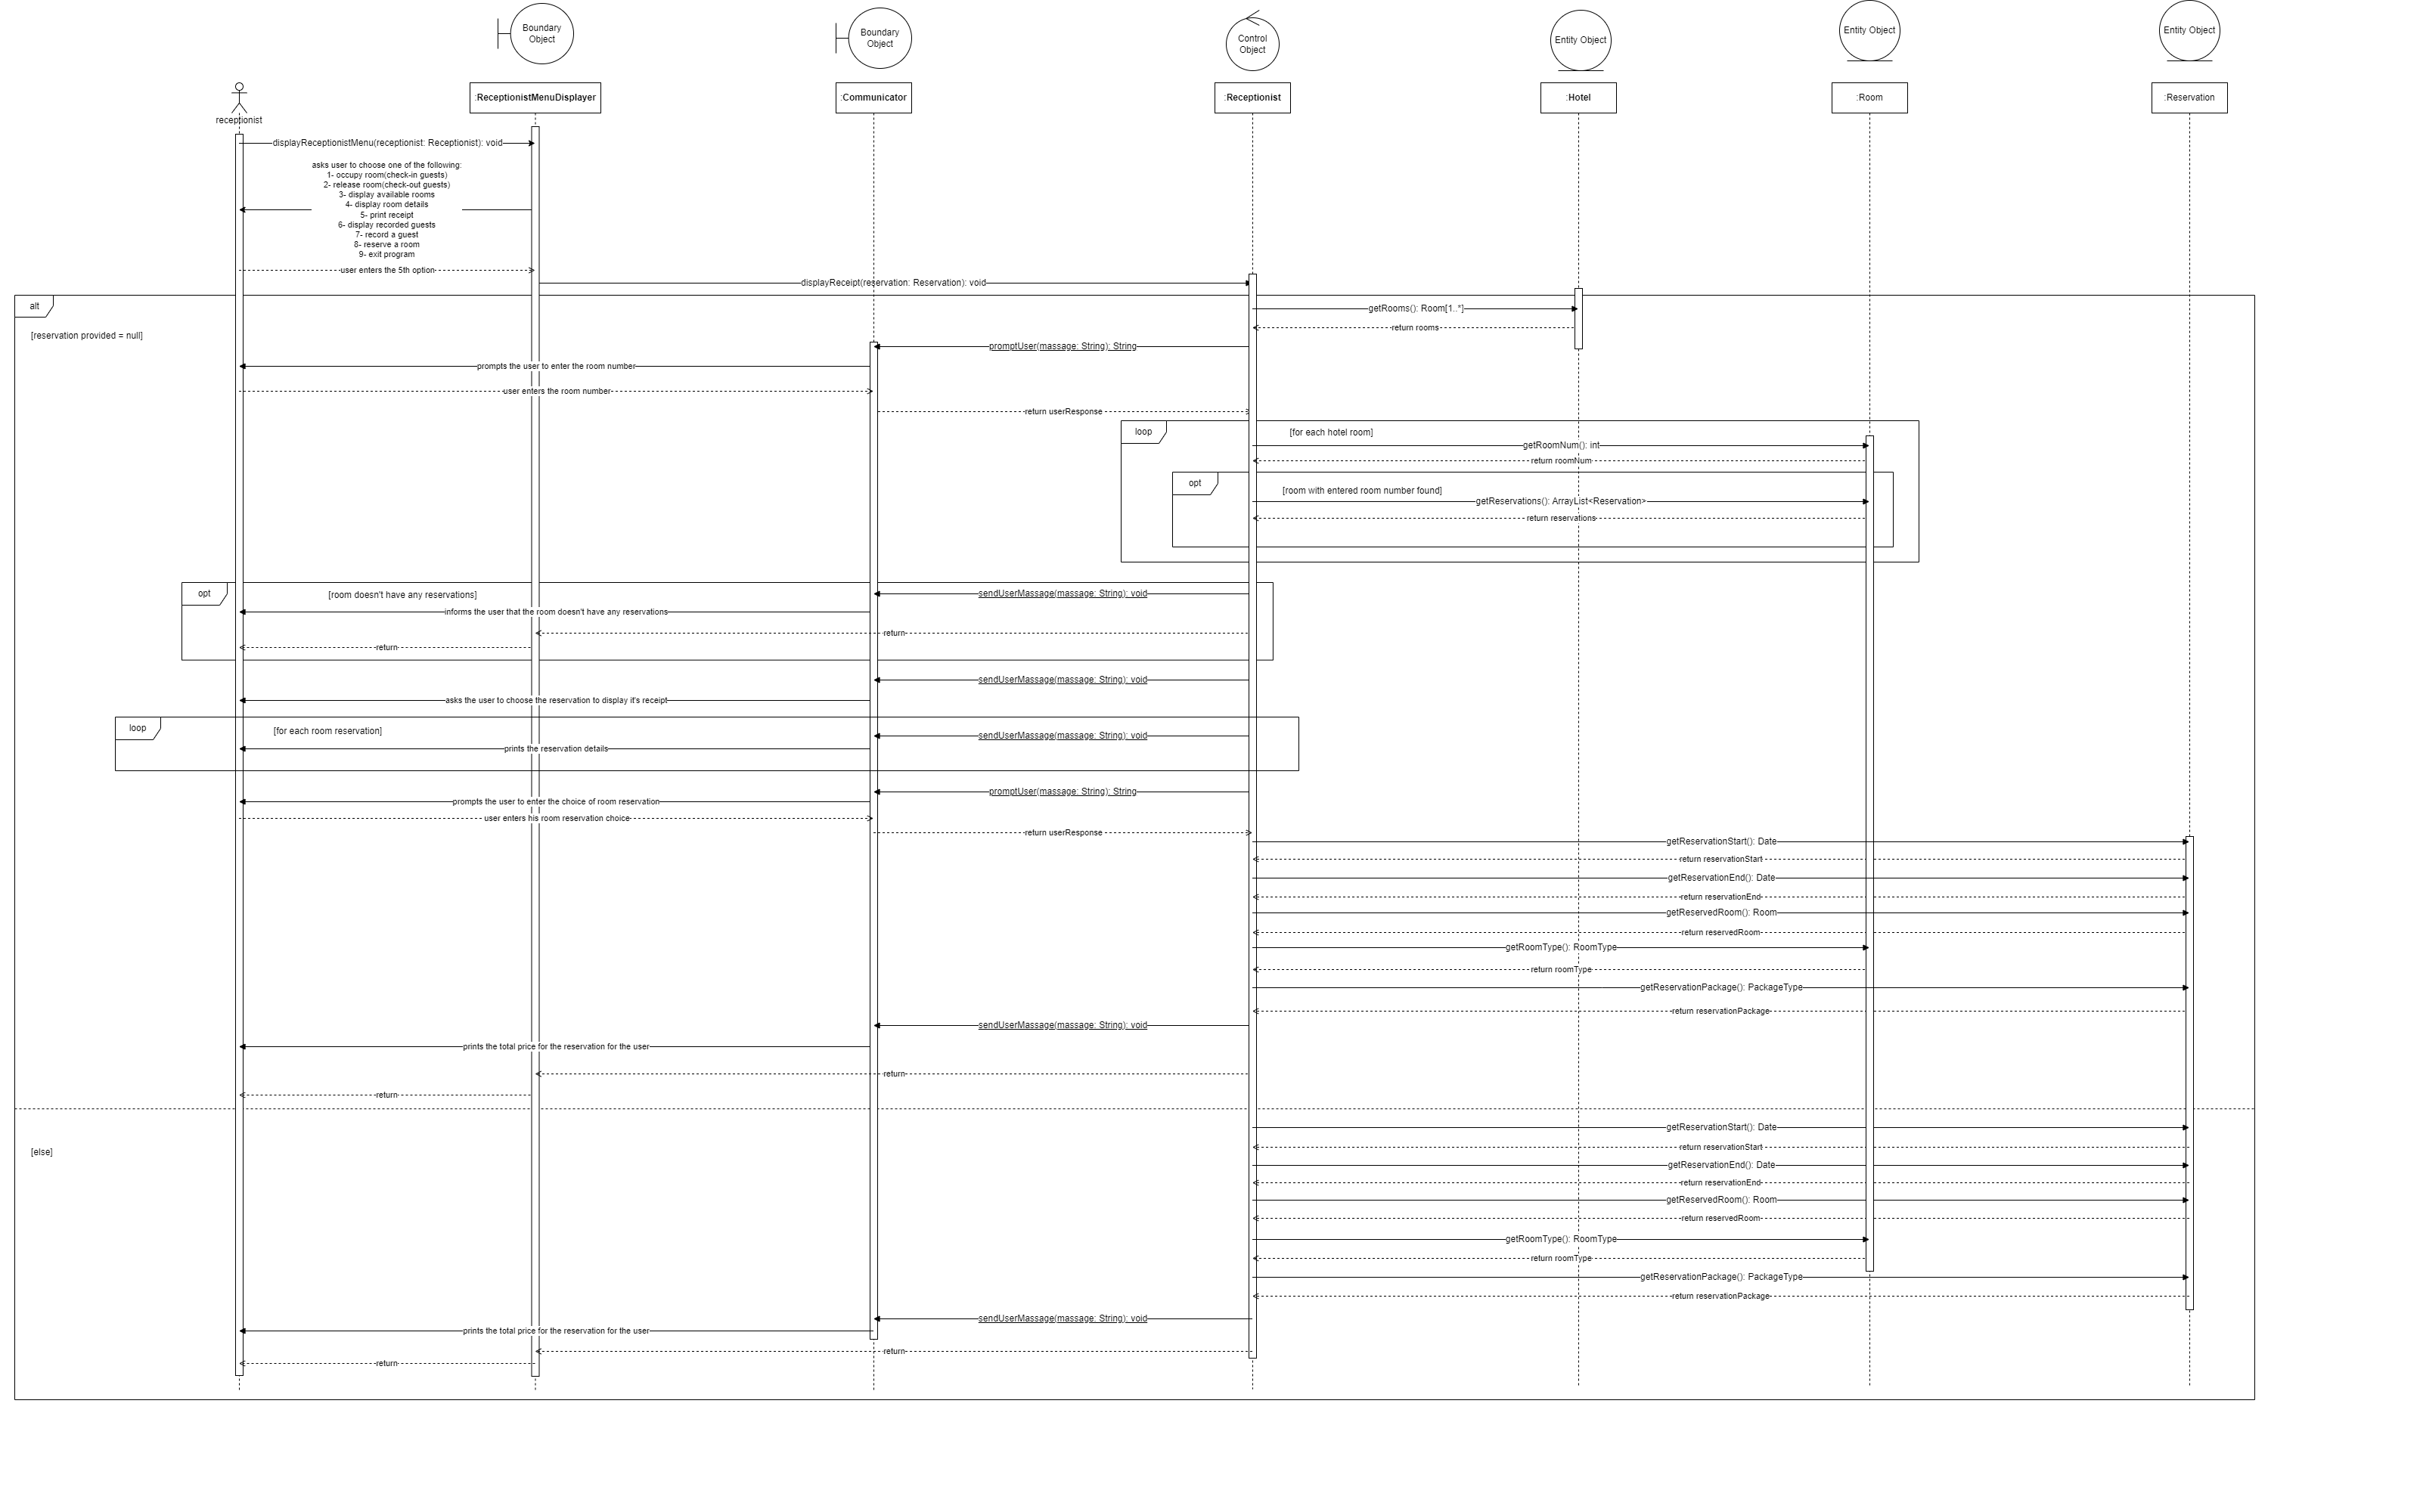 Boundary
Object
Boundary
Object
Control
Object
Entity Object
Entity Object
Entity Object
receptionist
:ReceptionistMenuDisplayer
:Communicator
:Receptionist
:Hotel
:Room
:Reservation
displayReceptionistMenu(receptionist: Receptionist): void
asks user to choose one of the following:
1- occupy room(check-in guests)
2- release room(check-out guests)
3- display available rooms
4- display room details
5- print receipt
6- display recorded guests
7- record a guest
8- reserve a room
9- exit program
user enters the 5th option
displayReceipt(reservation: Reservation): void
alt
[reservation provided = null]
getRooms(): Room[1..*]
return rooms
promptUser(massage: String): String
prompts the user to enter the room number
user enters the room number
return userResponse
loop
[for each hotel room]
getRoomNum(): int
return roomNum
opt
[room with entered room number found]
getReservations(): ArrayList<Reservation>
return reservations
opt
[room doesn't have any reservations]
sendUserMassage(massage: String): void
informs the user that the room doesn't have any reservations
return
return
sendUserMassage(massage: String): void
asks the user to choose the reservation to display it's receipt
loop
[for each room reservation]
sendUserMassage(massage: String): void
prints the reservation details
promptUser(massage: String): String
prompts the user to enter the choice of room reservation
user enters his room reservation choice
return userResponse
getReservationStart(): Date
return reservationStart
getReservationEnd(): Date
return reservationEnd
getReservedRoom(): Room
return reservedRoom
getRoomType(): RoomType
return roomType
getReservationPackage(): PackageType
return reservationPackage
sendUserMassage(massage: String): void
prints the total price for the reservation for the user
return
return
[else]
getReservationStart(): Date
return reservationStart
getReservationEnd(): Date
return reservationEnd
getReservedRoom(): Room
return reservedRoom
getRoomType(): RoomType
return roomType
getReservationPackage(): PackageType
return reservationPackage
sendUserMassage(massage: String): void
prints the total price for the reservation for the user
return
return